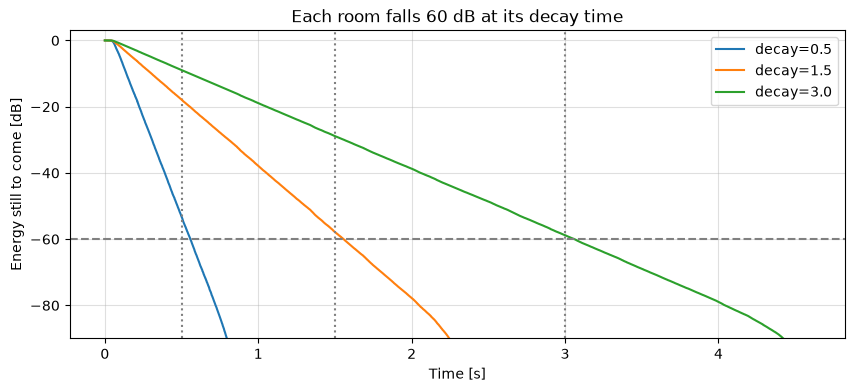 Each room falls 60 dB at its decay time
Energy still to come [dB]
0
−20
−40
−60
−80
decay=0.5
decay=1.5
decay=3.0
0
1
2
3
4
Time [s]